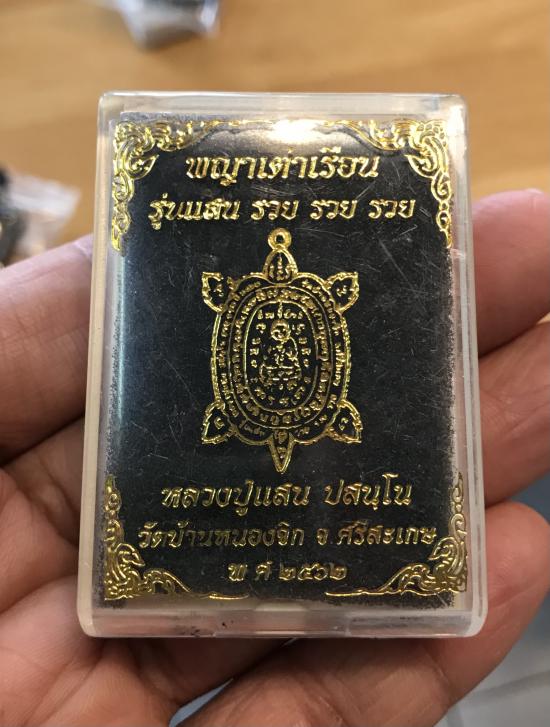 พญาเต่าเรือน
รุ่นแสน รวย รวย รวย
หลวงปู่แสน ปสนฺโน
วัดบ้านหนองจิก จ ศรีสะเกษ
พ ศ ๒๕๖๒